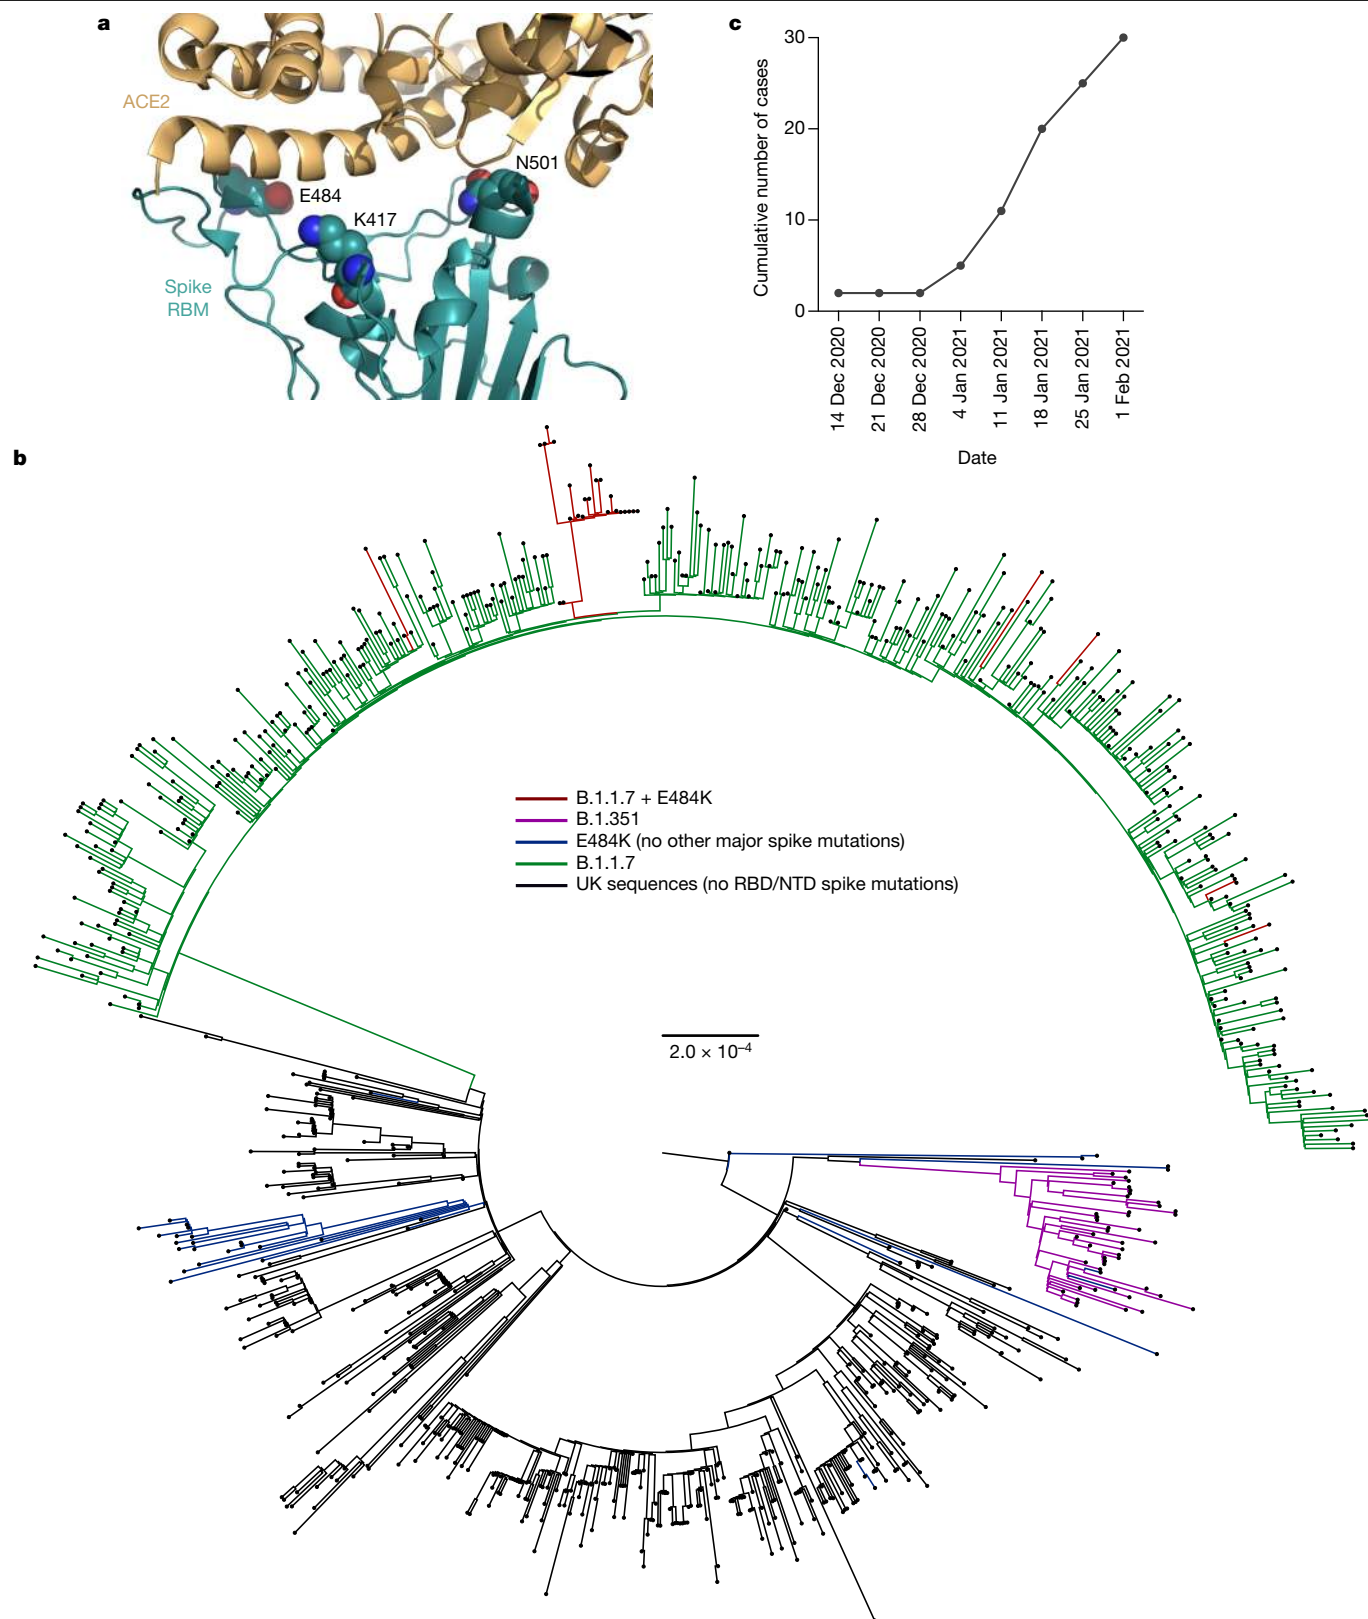 a
ACE2
E484
K417
N501
Spike
RBM
c
Cumulative number of cases
30
20
10
0
14 Dec 2020
21 Dec 2020
28 Dec 2020
4 Jan 2021
11 Jan 2021
18 Jan 2021
25 Jan 2021
1 Feb 2021
Date
b
B.1.1.7 + E484K
B.1.351
E484K (no other major spike mutations)
B.1.1.7
UK sequences (no RBD/NTD spike mutations)
2.0 × 10⁻⁴